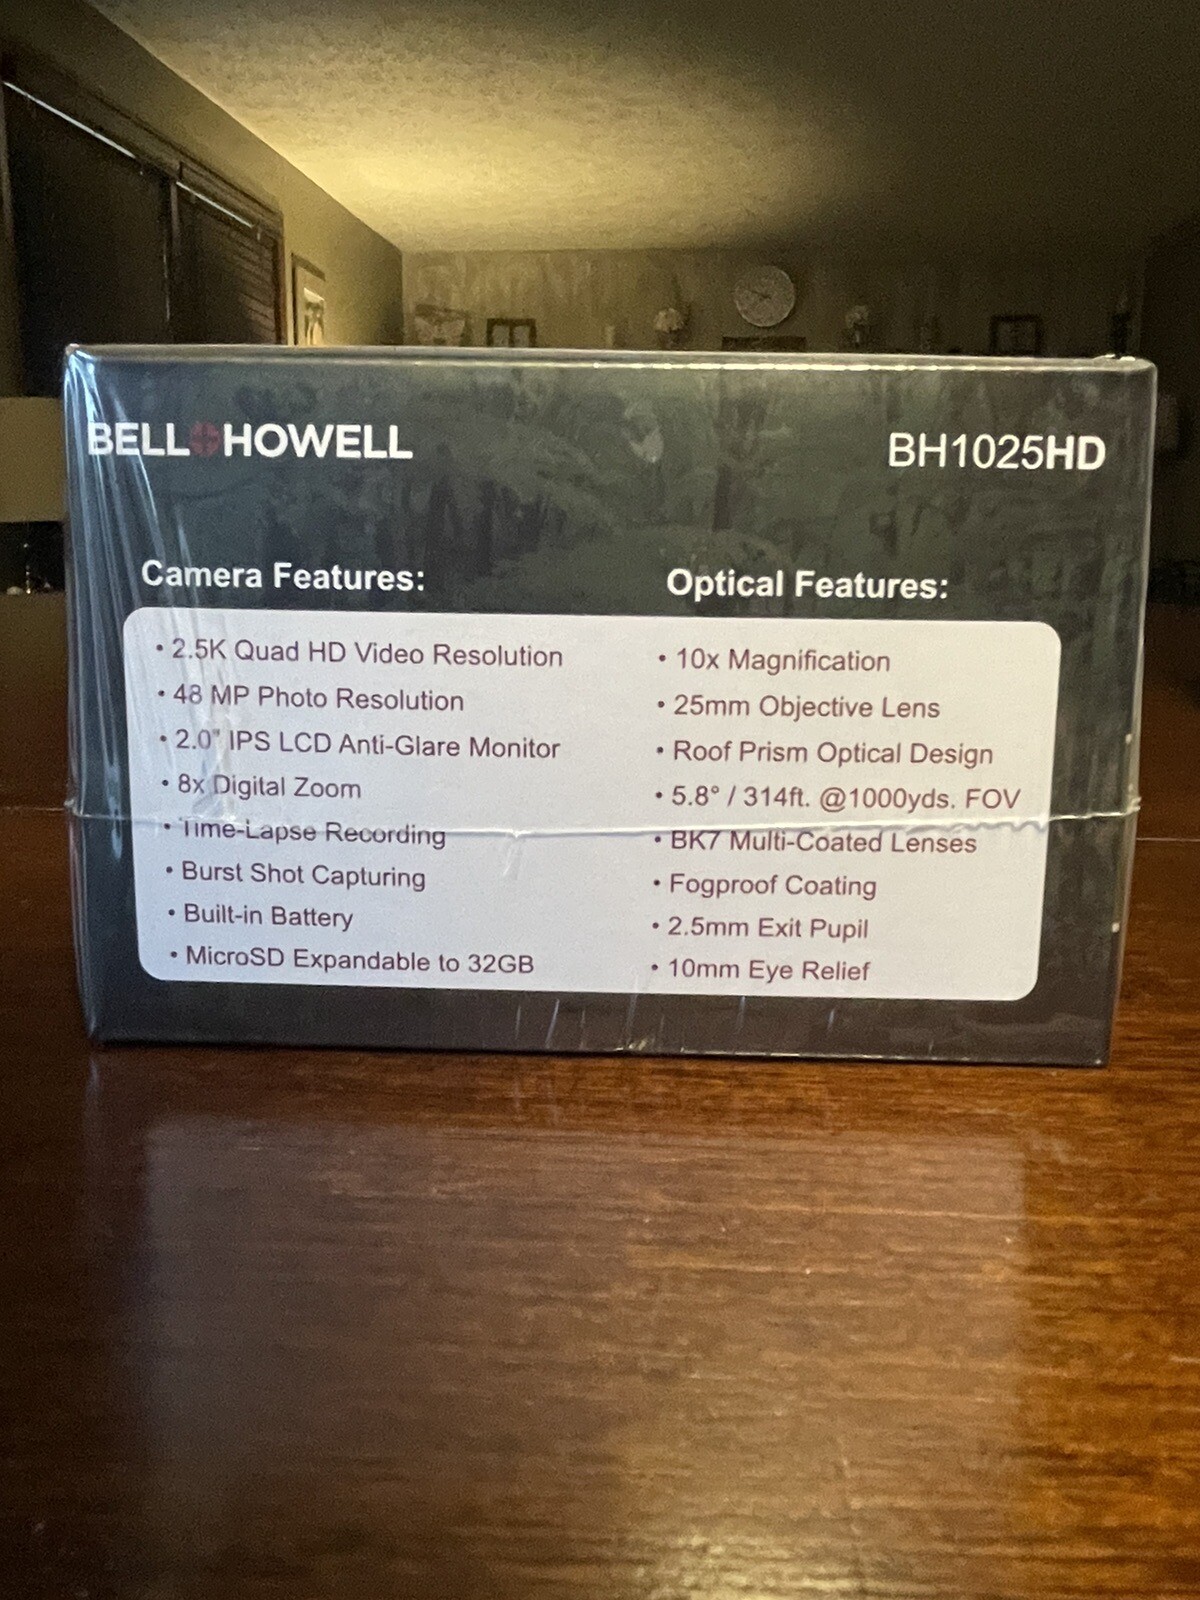 BELL HOWELL
BH1025HD
Camera Features:
• 2.5K Quad HD Video Resolution
• 48 MP Photo Resolution
• 2.0" IPS LCD Anti-Glare Monitor
• 8x Digital Zoom
• Time-Lapse Recording
• Burst Shot Capturing
• Built-in Battery
• MicroSD Expandable to 32GB
Optical Features:
• 10x Magnification
• 25mm Objective Lens
• Roof Prism Optical Design
• 5.8° / 314ft. @1000yds. FOV
• BK7 Multi-Coated Lenses
• Fogproof Coating
• 2.5mm Exit Pupil
• 10mm Eye Relief